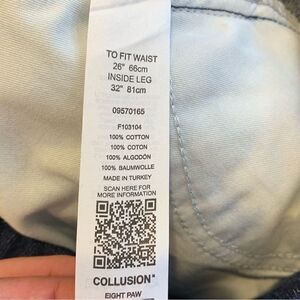 TO FIT WAIST
26" 66cm
INSIDE LEG
32" 81cm
09570165
F103104
100% COTTON
100% COTON
100% ALGODÓN
100% BAUMWOLLE
MADE IN TURKEY
SCAN HERE FOR
MORE INFORMATION
COLLUSION"
EIGHT PAW